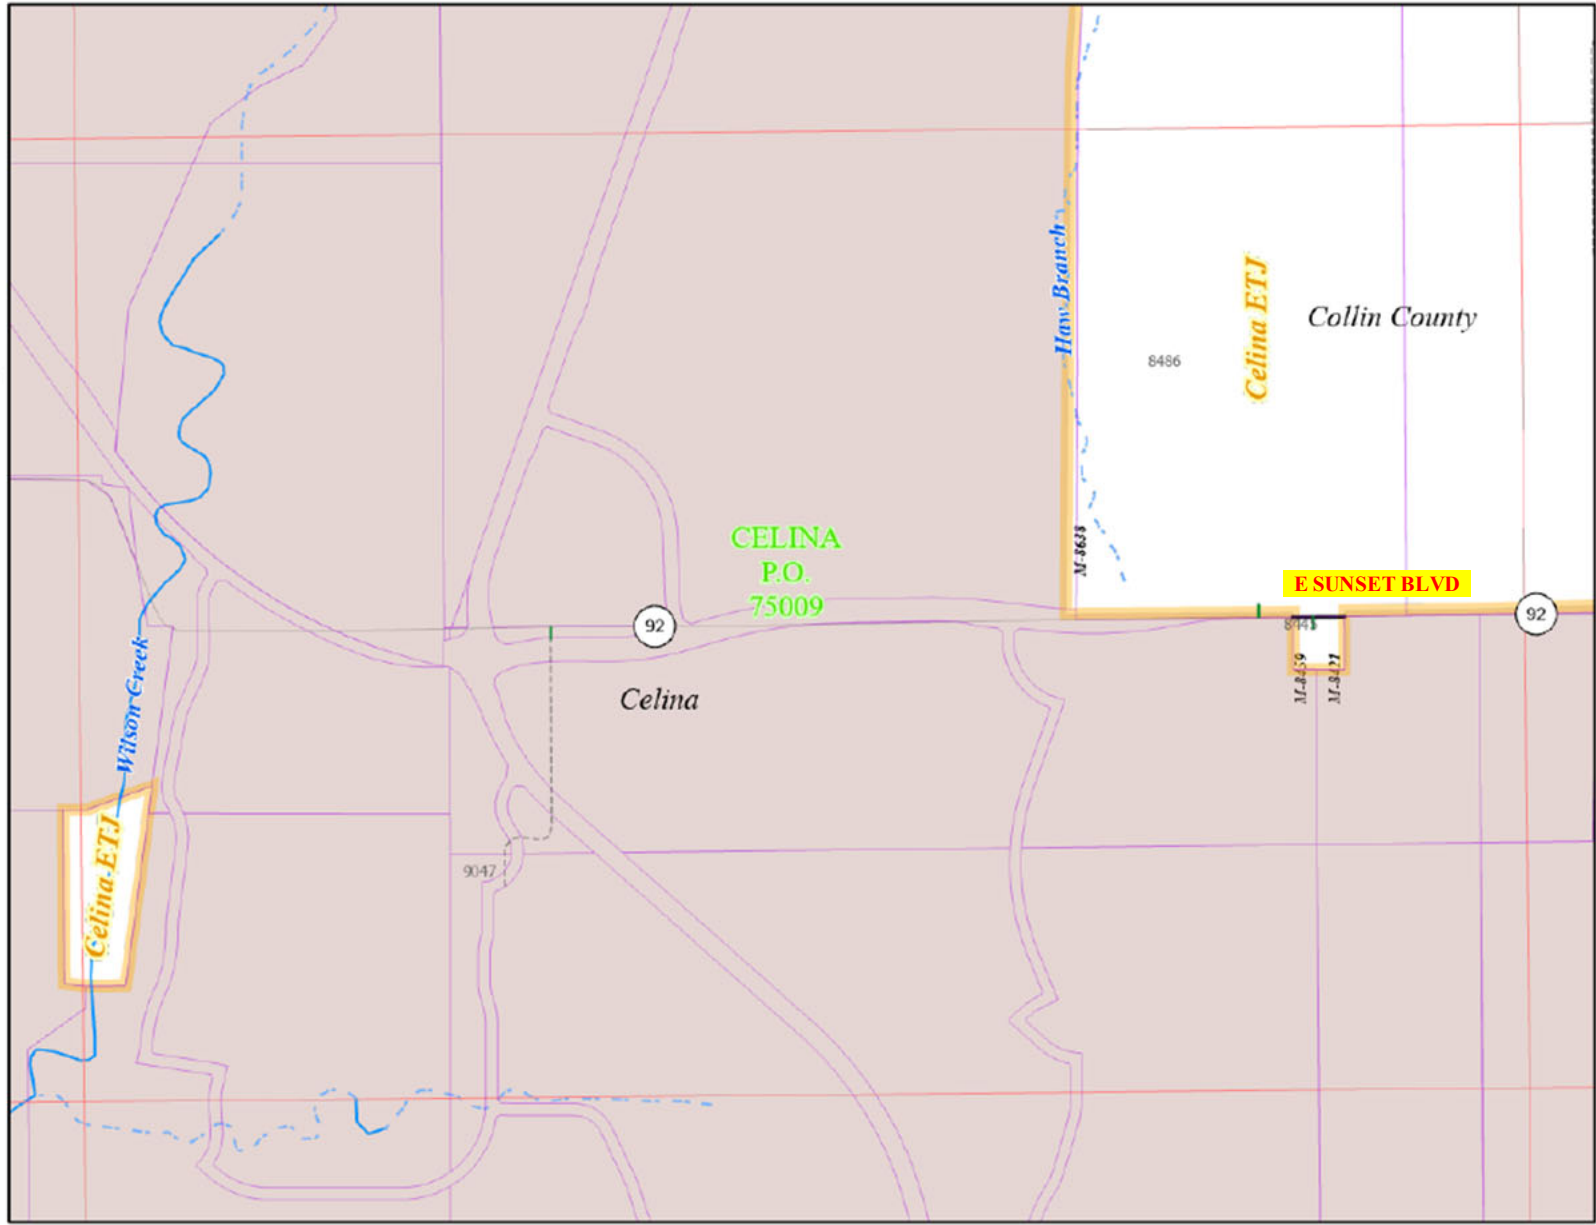 Haw Branch
Celina ETJ
Collin County
8486
CELINA
P.O.
75009
M-8638
E SUNSET BLVD
92
92
Wilson Creek
Celina
M-8421
Celina ETJ
9047